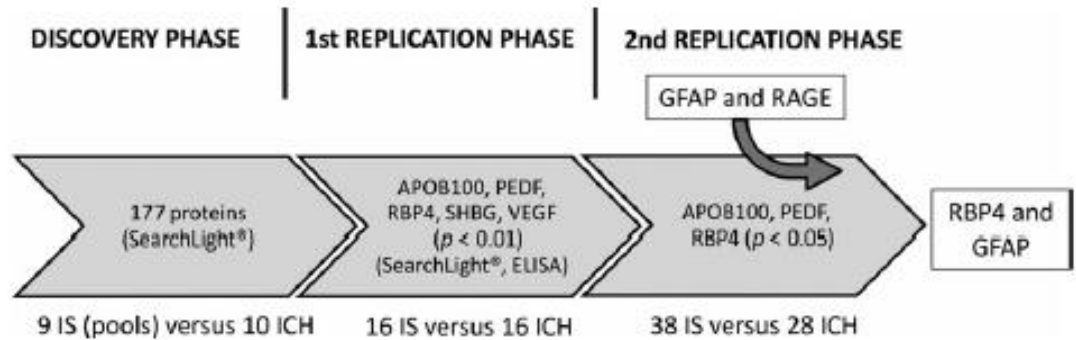 DISCOVERY PHASE
1st REPLICATION PHASE
2nd REPLICATION PHASE
GFAP and RAGE
177 proteins
(SearchLight®)
APOB100, PEDF,
RBP4, SHBG, VEGF
(p < 0.01)
(SearchLight®, ELISA)
APOB100, PEDF,
RBP4 (p < 0.05)
RBP4 and
GFAP
9 IS (pools) versus 10 ICH
16 IS versus 16 ICH
38 IS versus 28 ICH